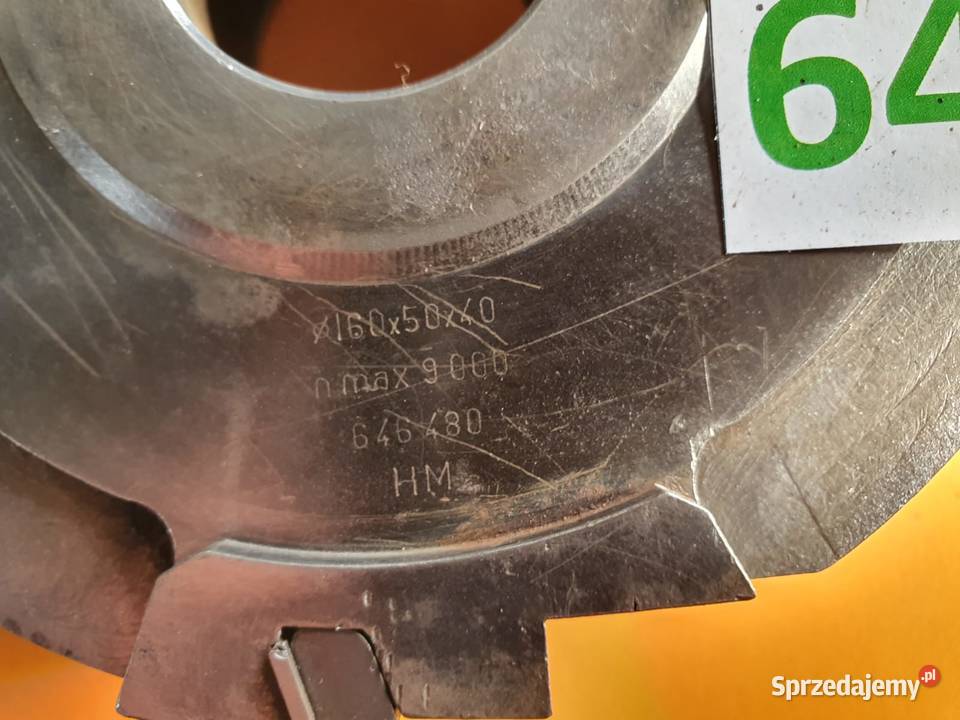 64
ø160x50x40
n max 9000
646480
HM
Sprzedajemy.pl